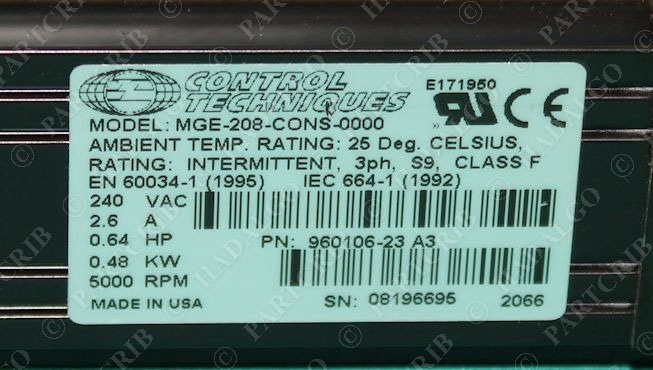 CONTROL
TECHNIQUES
E171950
MODEL: MGE-208-CONS-0000
AMBIENT TEMP. RATING: 25 Deg. CELSIUS,
RATING: INTERMITTENT, 3ph, S9, CLASS F
EN 60034-1 (1995) IEC 664-1 (1992)
240 VAC
2.6 A
0.64 HP PN: 960106-23 A3
0.48 KW
5000 RPM
MADE IN USA SN: 08196695 2066
© PARTCRIB
© HADALGO